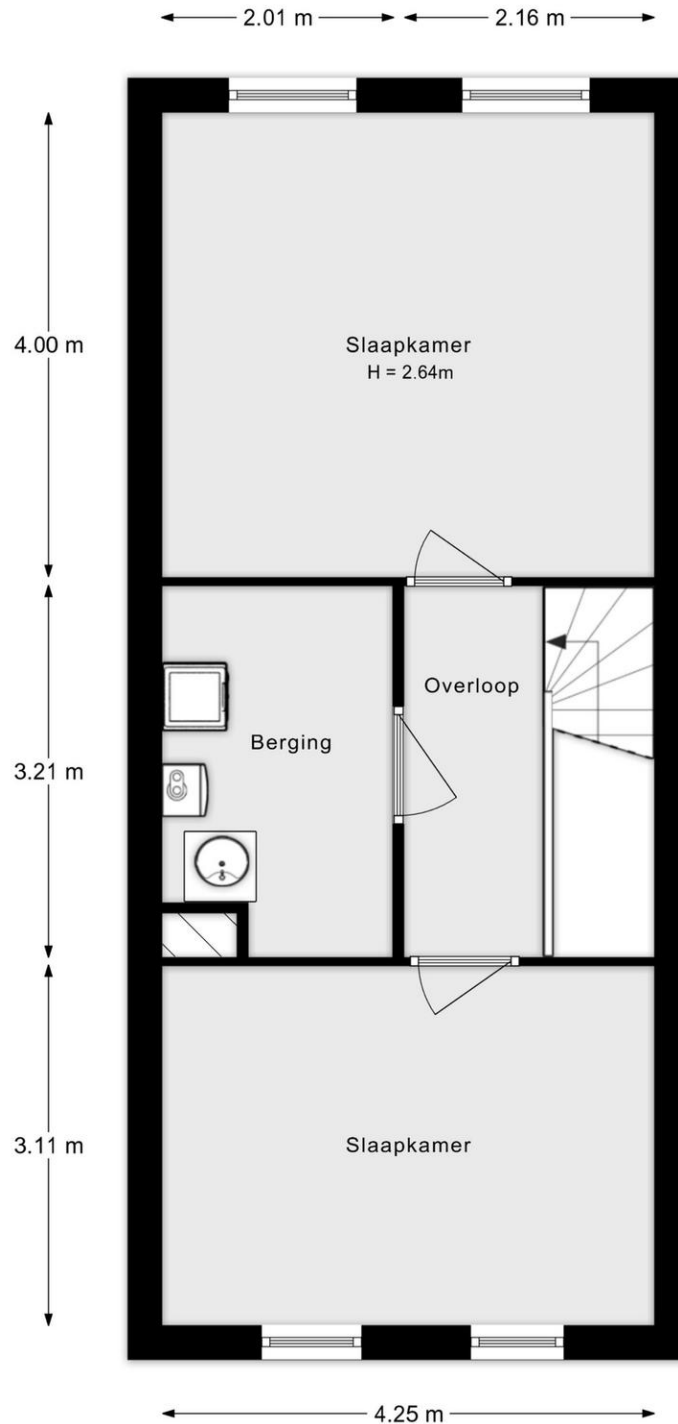 2.01 m
2.16 m
4.00 m
Slaapkamer
H = 2.64m
Overloop
Berging
3.21 m
3.11 m
Slaapkamer
4.25 m